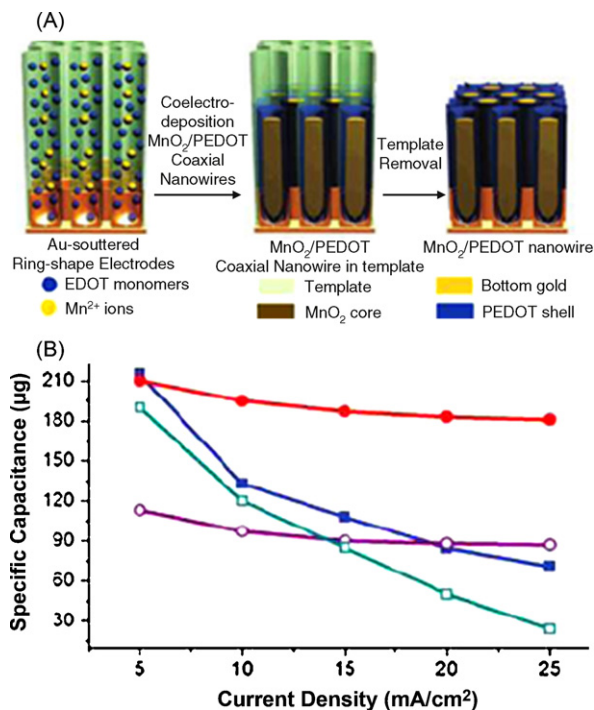 (A)
Coelectro-
deposition
MnO2/PEDOT
Coaxial
Nanowires
Template
Removal
Au-souttered
Ring-shape Electrodes
MnO2/PEDOT
Coaxial Nanowire in template
MnO2/PEDOT nanowire
EDOT monomers
Template
Bottom gold
Mn2+ ions
MnO2 core
PEDOT shell
(B)
Specific Capacitance (µg)
210
180
150
120
90
60
30
5
10
15
20
25
Current Density (mA/cm2)